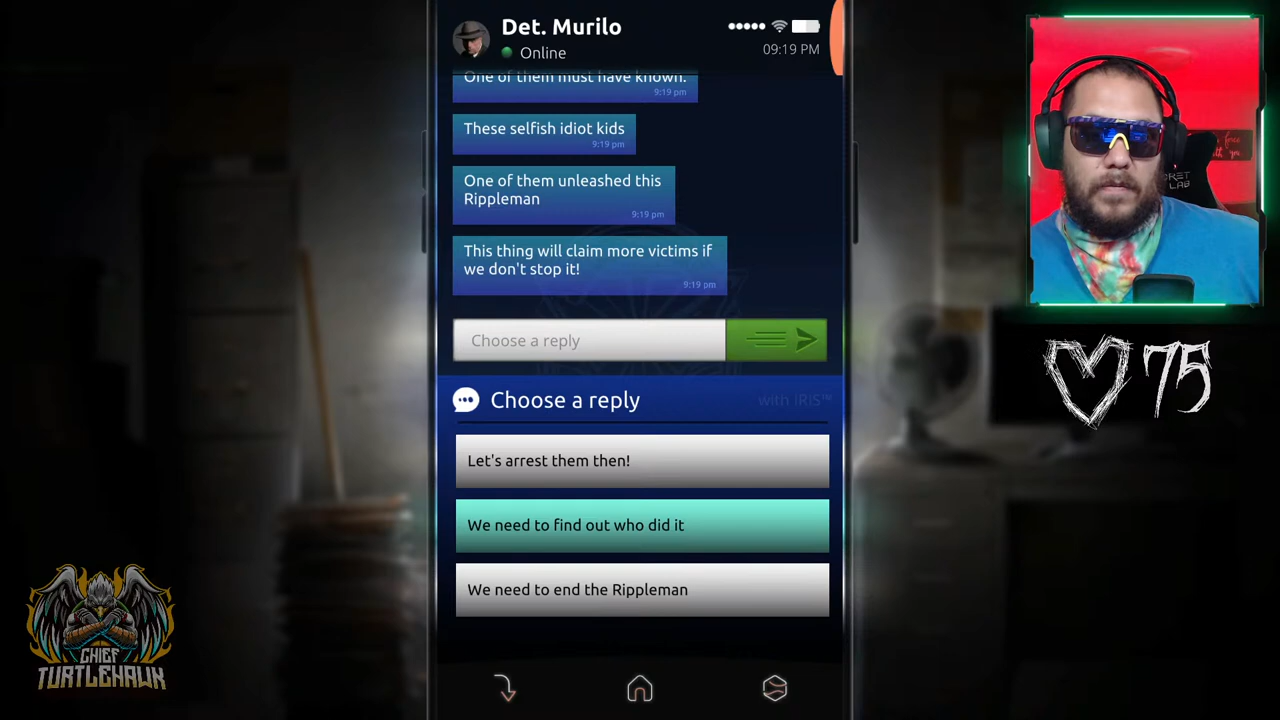 Det. Murilo
Online
09:19 PM
One of them must have known.
9:19 pm
These selfish idiot kids
9:19 pm
One of them unleashed this
Rippleman
9:19 pm
This thing will claim more victims if
we don't stop it!
9:19 pm
Choose a reply
Choose a reply
with IRIS™
Let's arrest them then!
We need to find out who did it
We need to end the Rippleman
75
CHIEF
TURTLEHAWK